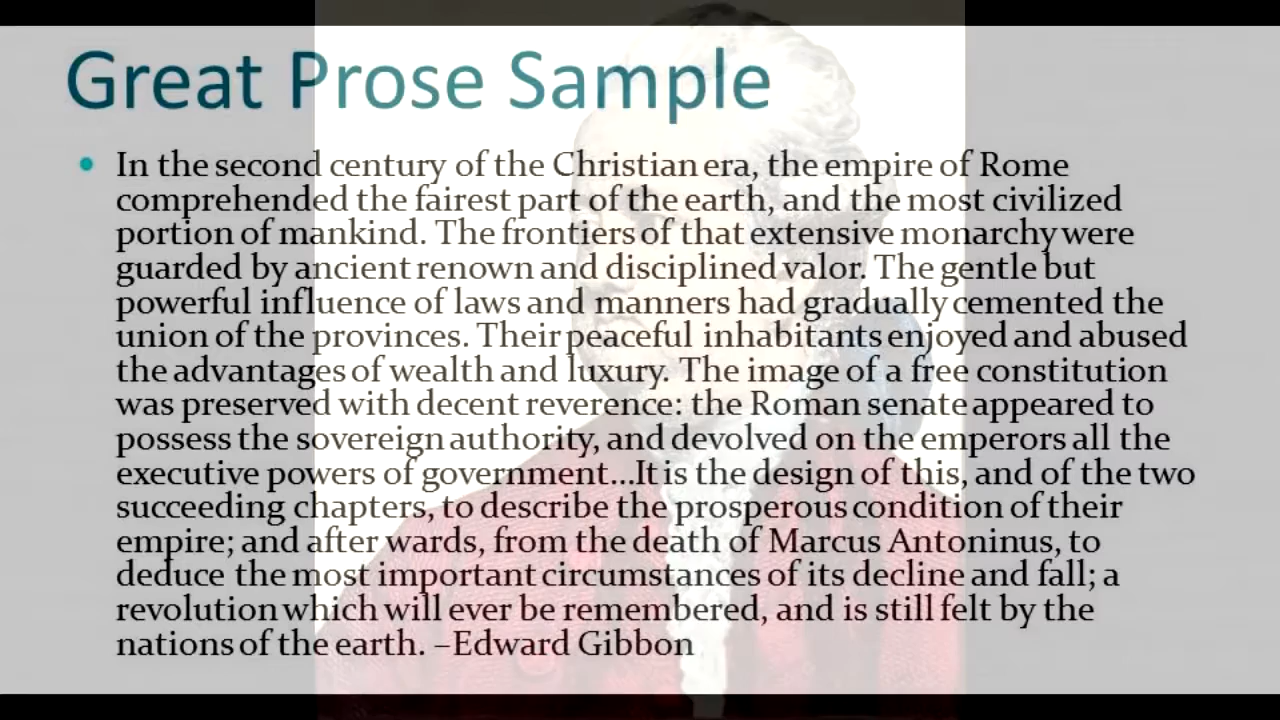 Great Prose Sample
• In the second century of the Christian era, the empire of Rome
comprehended the fairest part of the earth, and the most civilized
portion of mankind. The frontiers of that extensive monarchy were
guarded by ancient renown and disciplined valor. The gentle but
powerful influence of laws and manners had gradually cemented the
union of the provinces. Their peaceful inhabitants enjoyed and abused
the advantages of wealth and luxury. The image of a free constitution
was preserved with decent reverence: the Roman senate appeared to
possess the sovereign authority, and devolved on the emperors all the
executive powers of government...It is the design of this, and of the two
succeeding chapters, to describe the prosperous condition of their
empire; and after wards, from the death of Marcus Antoninus, to
deduce the most important circumstances of its decline and fall; a
revolution which will ever be remembered, and is still felt by the
nations of the earth. –Edward Gibbon